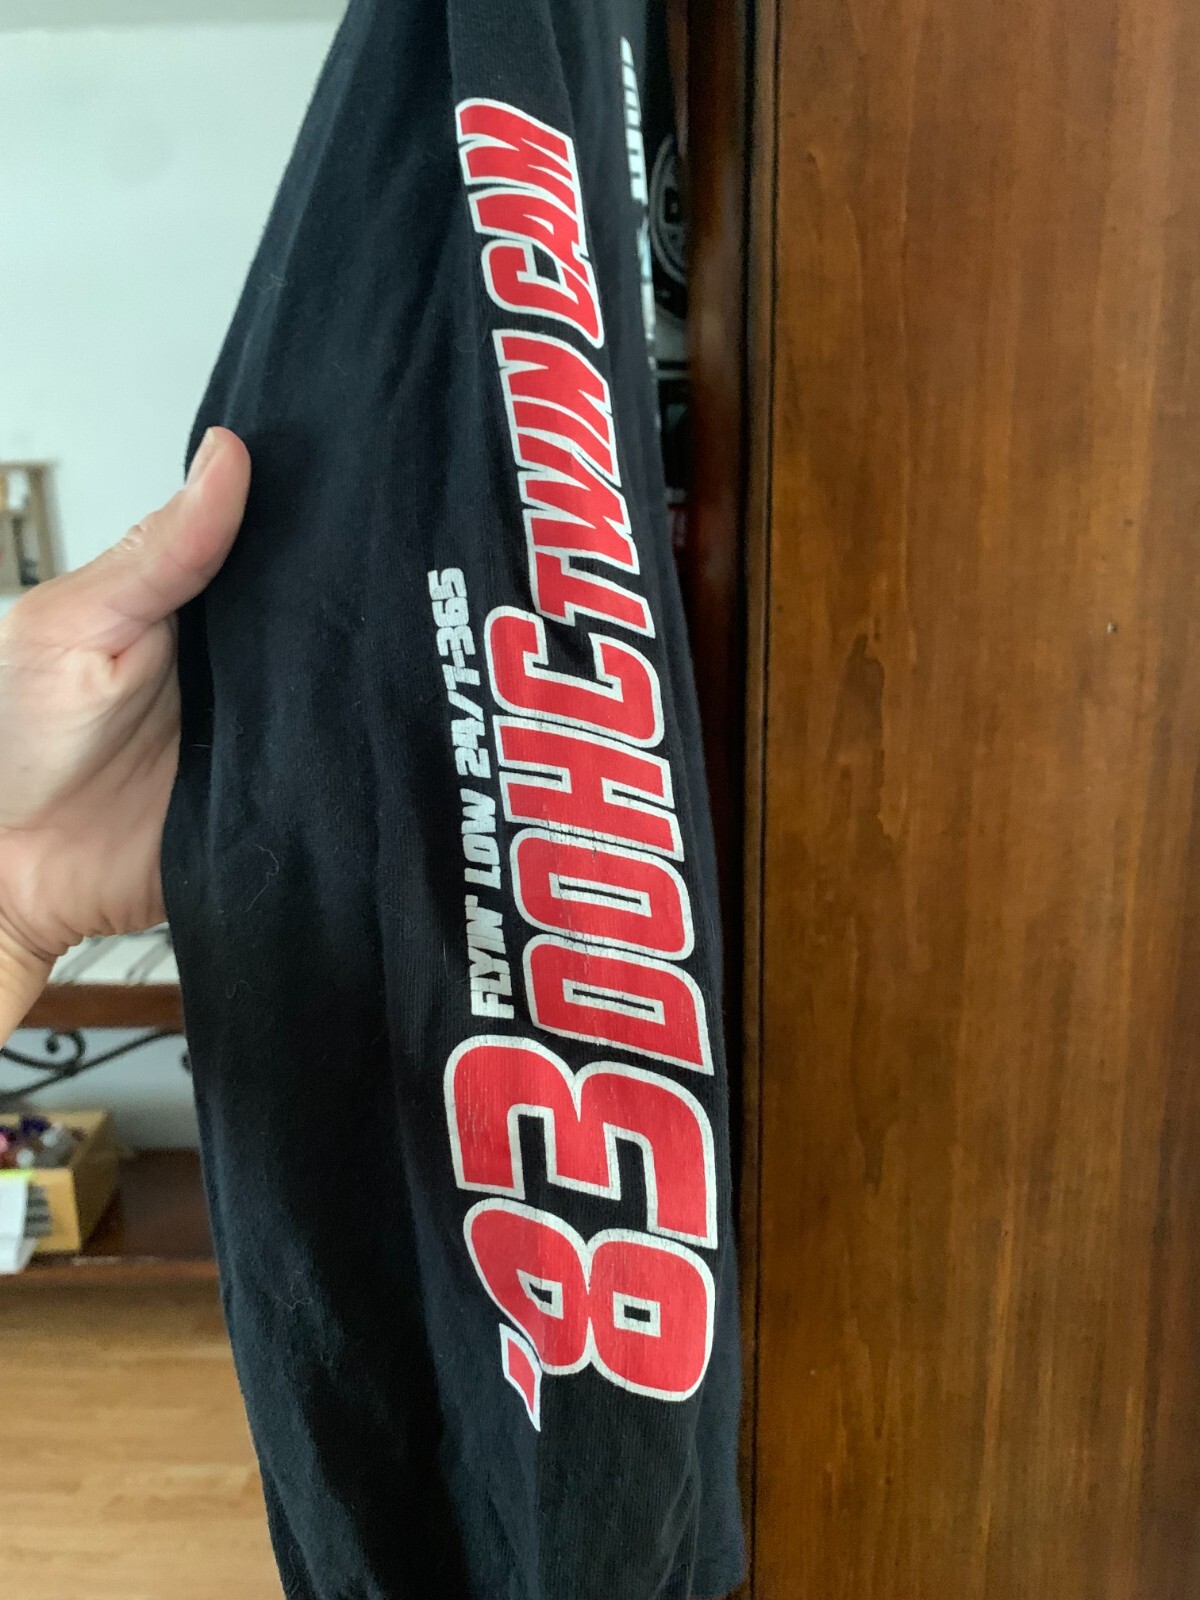 FLYIN' LOW 24/7-365
'83 DOHC TWIN CAM